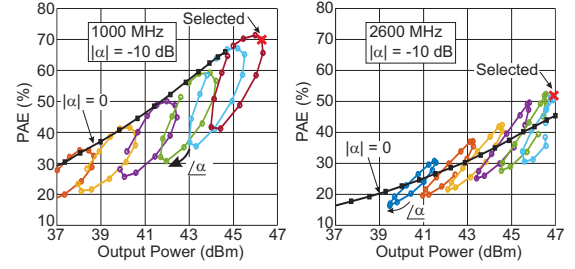 80
70
60
50
40
30
20
10
PAE (%)
1000 MHz
|α| = -10 dB
Selected
|α| = 0
∠α
37
39
41
43
45
47
Output Power (dBm)
80
70
60
50
40
30
20
10
PAE (%)
2600 MHz
|α| = -10 dB
Selected
|α| = 0
∠α
37
39
41
43
45
47
Output Power (dBm)